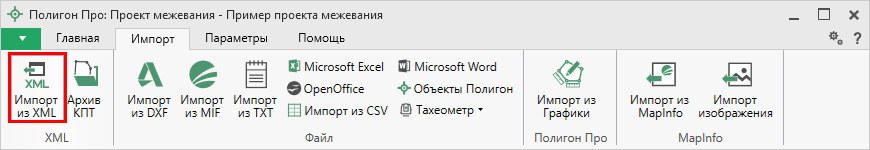 Полигон Про: Проект межевания - Пример проекта межевания
Главная Импорт Параметры Помощь
?
XML
Импорт из XML
Архив КПТ
Импорт из DXF
Импорт из MIF
Импорт из TXT
Microsoft Excel
OpenOffice
Импорт из CSV
Microsoft Word
Объекты Полигон
Тахеометр
Импорт из Графики
Импорт из MapInfo
Импорт изображения
XML Файл Полигон Про MapInfo